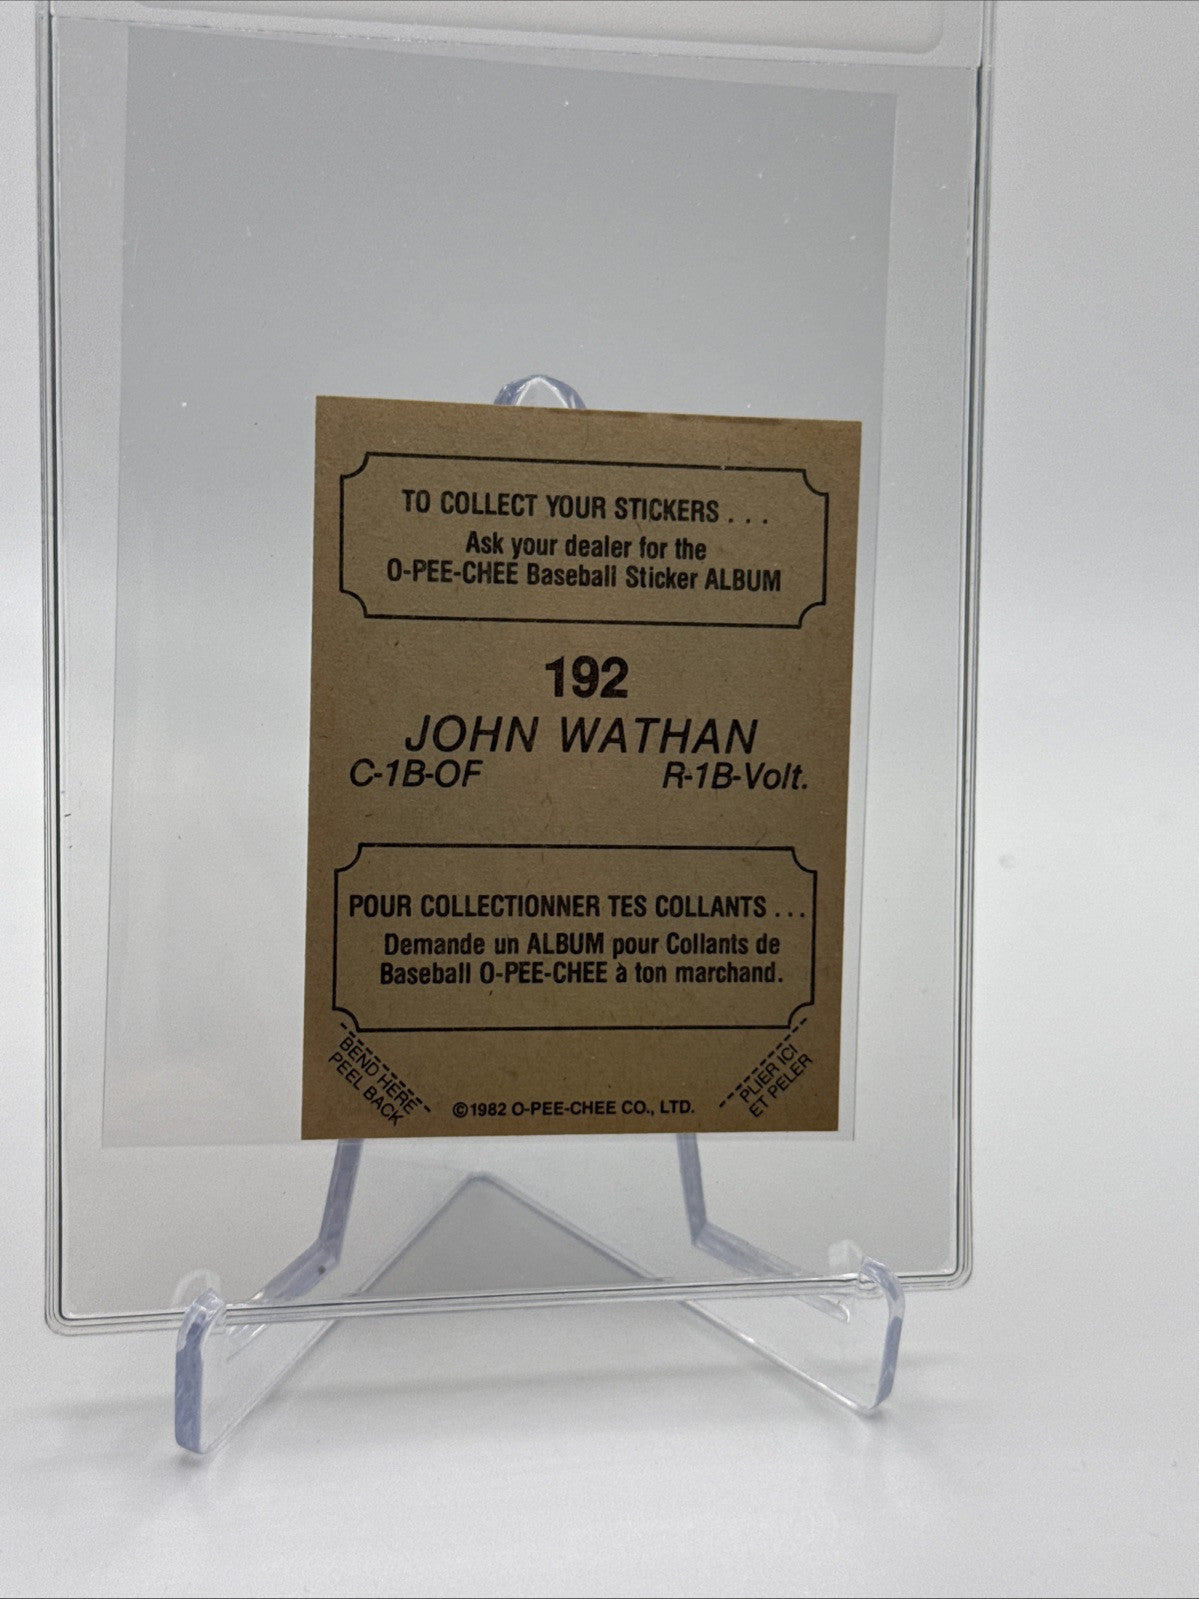 TO COLLECT YOUR STICKERS . . .
Ask your dealer for the
O-PEE-CHEE Baseball Sticker ALBUM
192
JOHN WATHAN
C-1B-OF R-1B-Volt.
POUR COLLECTIONNER TES COLLANTS . . .
Demande un ALBUM pour Collants de
Baseball O-PEE-CHEE à ton marchand.
BEND HERE
PEEL BACK
©1982 O-PEE-CHEE CO., LTD.
PLIER ICI
ET PELER